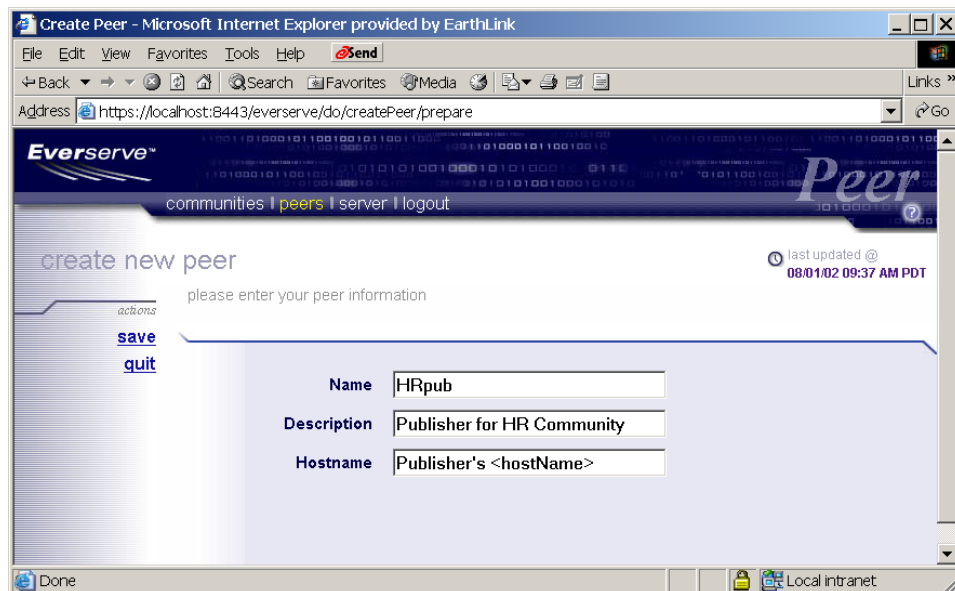 Create Peer - Microsoft Internet Explorer provided by EarthLink
File Edit View Favorites Tools Help Send
Back Search Favorites Media Links »
Address https://localhost:8443/everserve/do/createPeer/prepare Go
Everserve™
Peer
communities | peers | server | logout
create new peer
last updated @
08/01/02 09:37 AM PDT
please enter your peer information
actions
save
quit
Name HRpub
Description Publisher for HR Community
Hostname Publisher's <hostName>
Done Local intranet